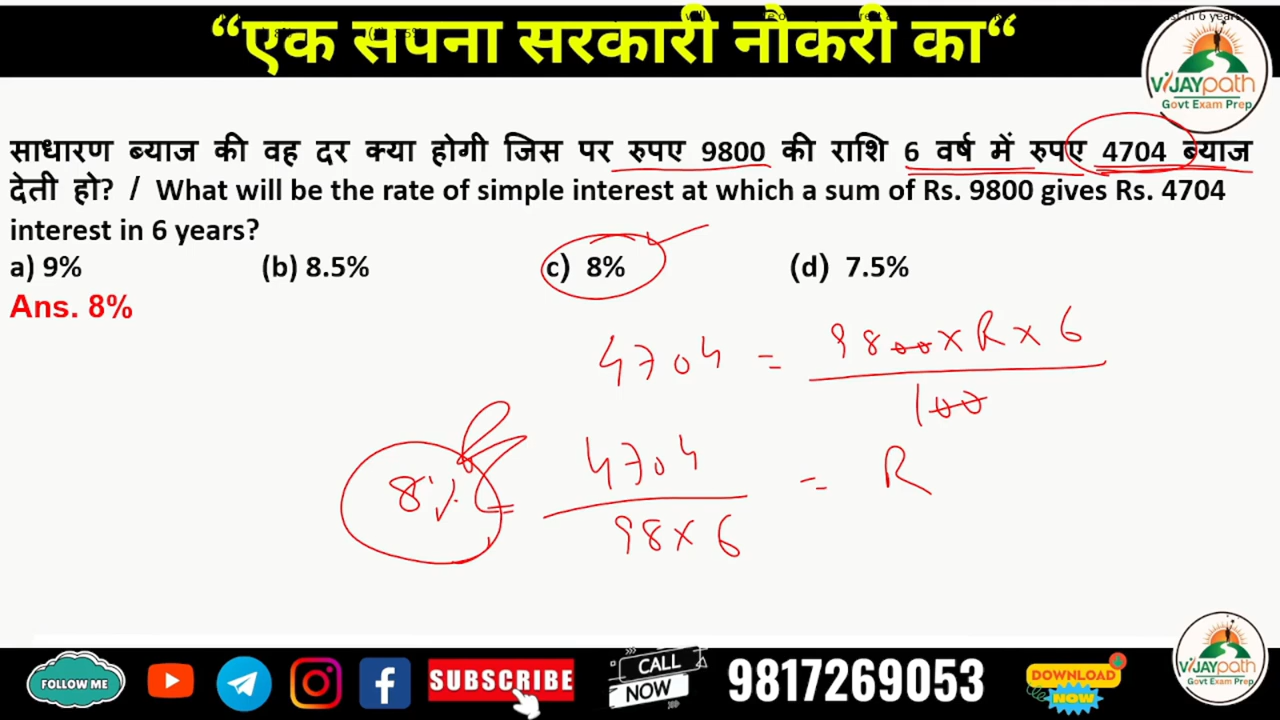 “एक सपना सरकारी नोकरी का“
ViJAYpath
Govt Exam Prep
साधारण ब्याज की वह दर क्या होगी जिस पर रुपए 9800 की राशि 6 वर्ष में रुपए 4704 ब्याज
देती हो? / What will be the rate of simple interest at which a sum of Rs. 9800 gives Rs. 4704
interest in 6 years?
a) 9% (b) 8.5% c) 8% (d) 7.5%
Ans. 8%
4704 = 9800 x R x 6
100
8% = 4704 = R
98 x 6
FOLLOW ME
SUBSCRIBE
CALL
NOW
9817269053
DOWNLOAD
NOW
ViJAYpath
Govt Exam Prep